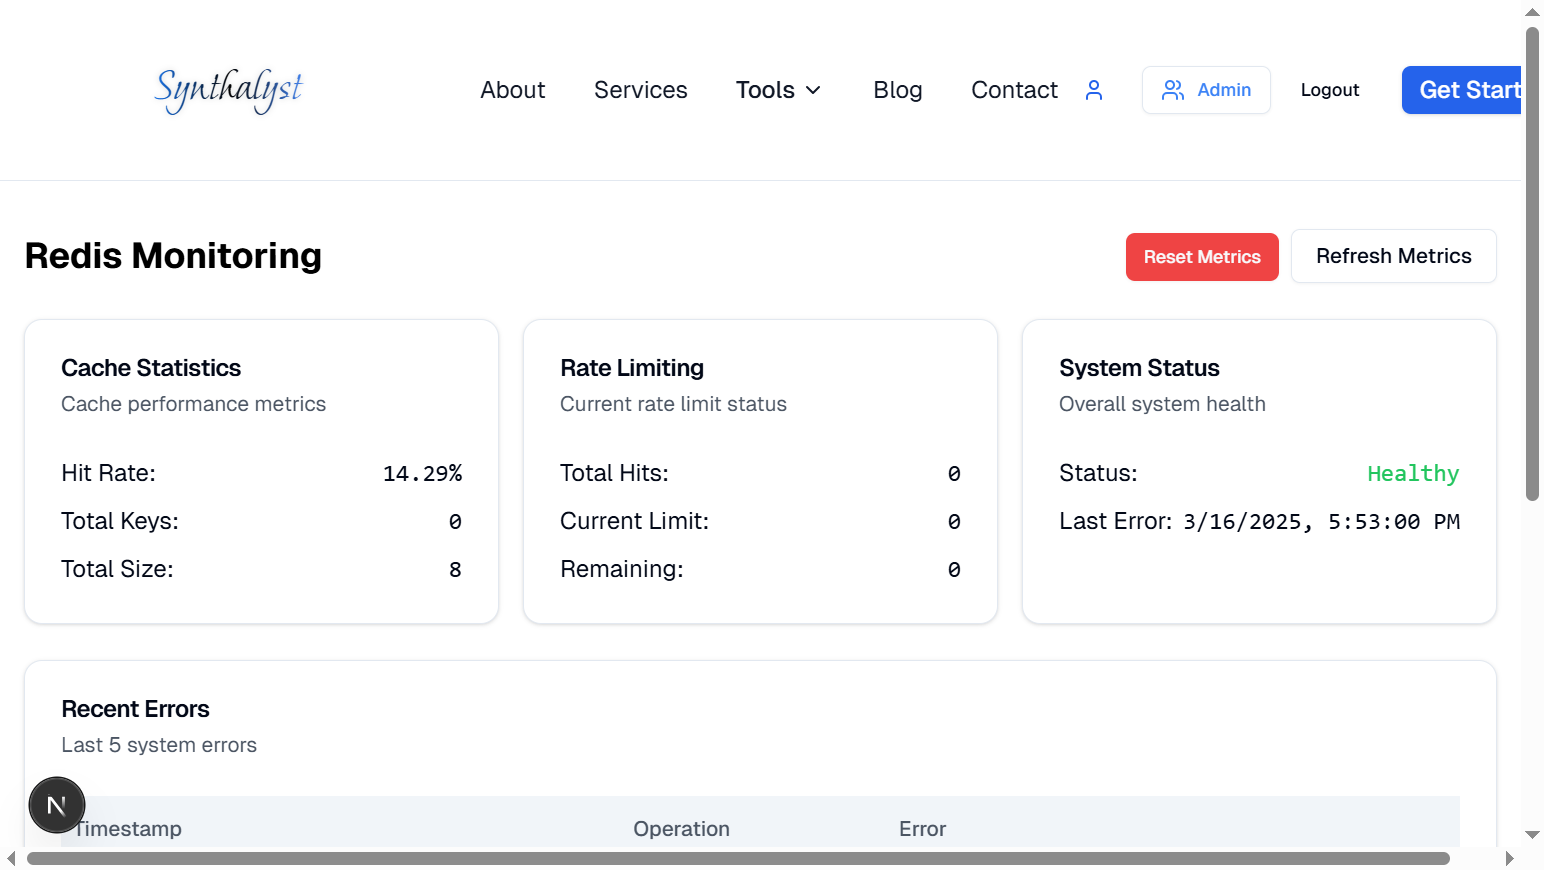 Synthalyst
About Services Tools Blog Contact Admin Logout Get Start
Redis Monitoring
Reset Metrics Refresh Metrics
Cache Statistics
Cache performance metrics
Hit Rate: 14.29%
Total Keys: 0
Total Size: 8
Rate Limiting
Current rate limit status
Total Hits: 0
Current Limit: 0
Remaining: 0
System Status
Overall system health
Status: Healthy
Last Error: 3/16/2025, 5:53:00 PM
Recent Errors
Last 5 system errors
N
Timestamp Operation Error